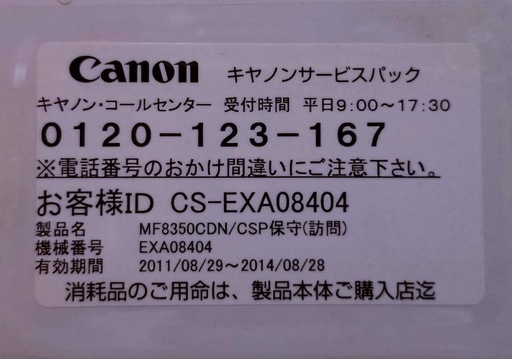 Canon キヤノンサービスパック
キヤノン・コールセンター 受付時間 平日9:00～17:30
0120-123-167
※電話番号のおかけ間違いにご注意下さい。
お客様ID CS-EXA08404
製品名 MF8350CDN/CSP保守(訪問)
機械番号 EXA08404
有効期間 2011/08/29～2014/08/28
消耗品のご用命は、製品本体ご購入店迄